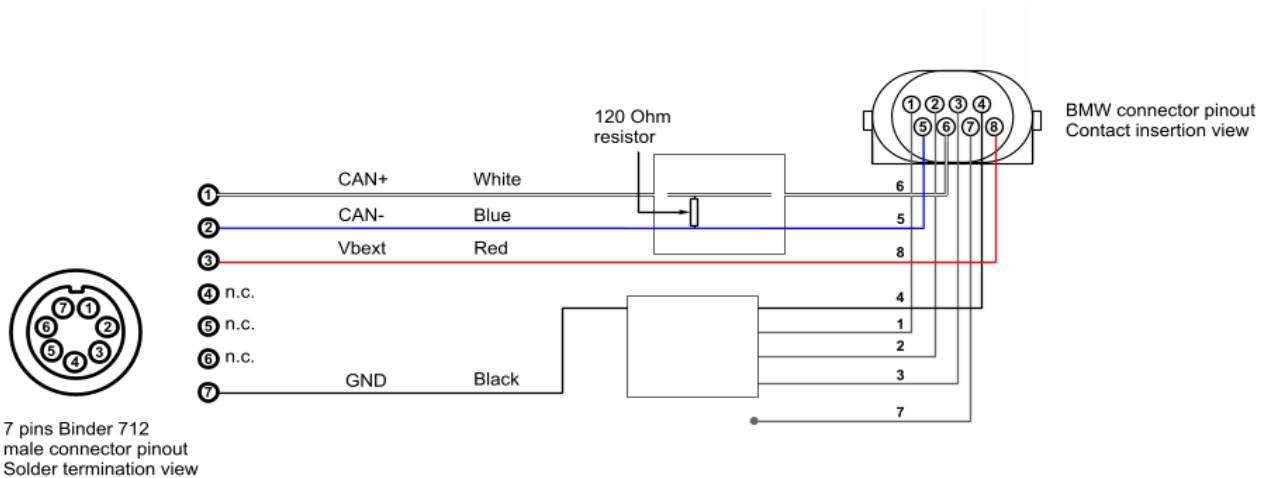 120 Ohm
resistor
1 2 3 4
5 6 7 8
BMW connector pinout
Contact insertion view
1 CAN+ White 6
2 CAN- Blue 5
3 Vbext Red 8
4 n.c. 4
5 n.c. 1
6 n.c. 2
7 GND Black 3
7
7 1
6 2
5 3
4
7 pins Binder 712
male connector pinout
Solder termination view